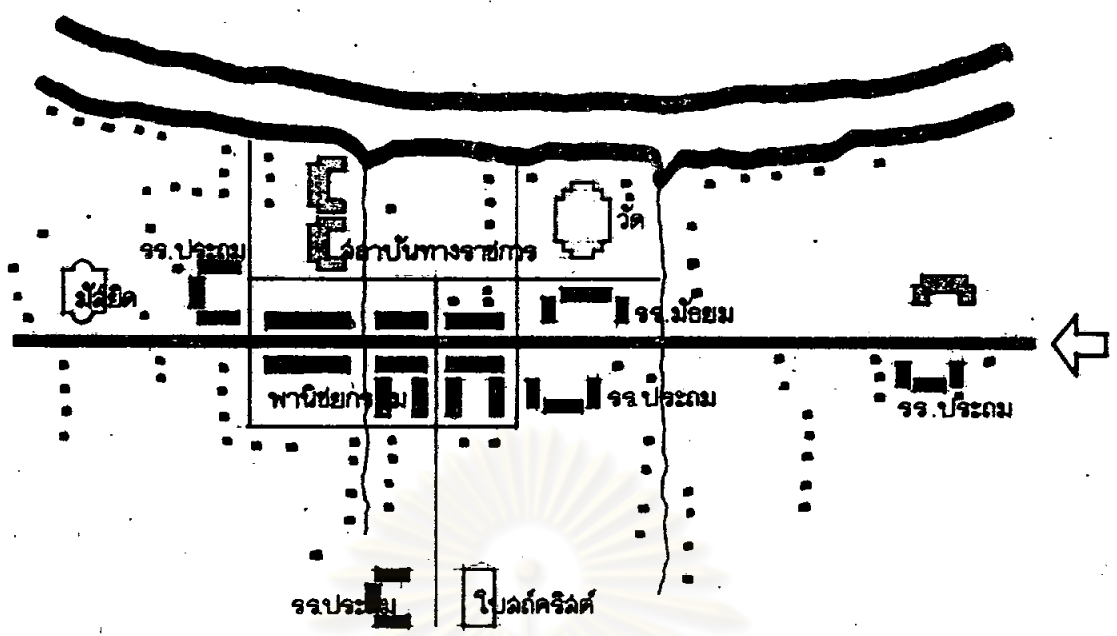 วัด
รร.ประถม
สถาบันทางราชการ
มัสยิด
รร.มัธยม
พานิชยกรรม
รร.ประถม
รร.ประถม
รร.ประถม
โบสถ์คริสต์